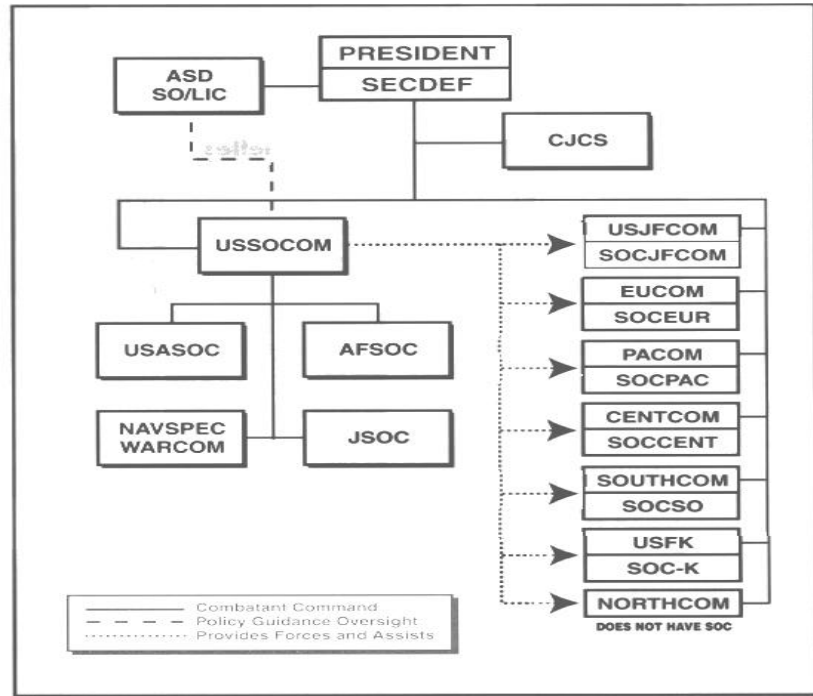 PRESIDENT
SECDEF
ASD
SO/LIC
CJCS
USSOCOM
USJFCOM
SOCJFCOM
EUCOM
SOCEUR
USASOC
AFSOC
PACOM
SOCPAC
NAVSPEC
WARCOM
JSOC
CENTCOM
SOCCENT
SOUTHCOM
SOCSO
USFK
SOC-K
NORTHCOM
DOES NOT HAVE SOC
Combatant Command
Policy Guidance Oversight
Provides Forces and Assists